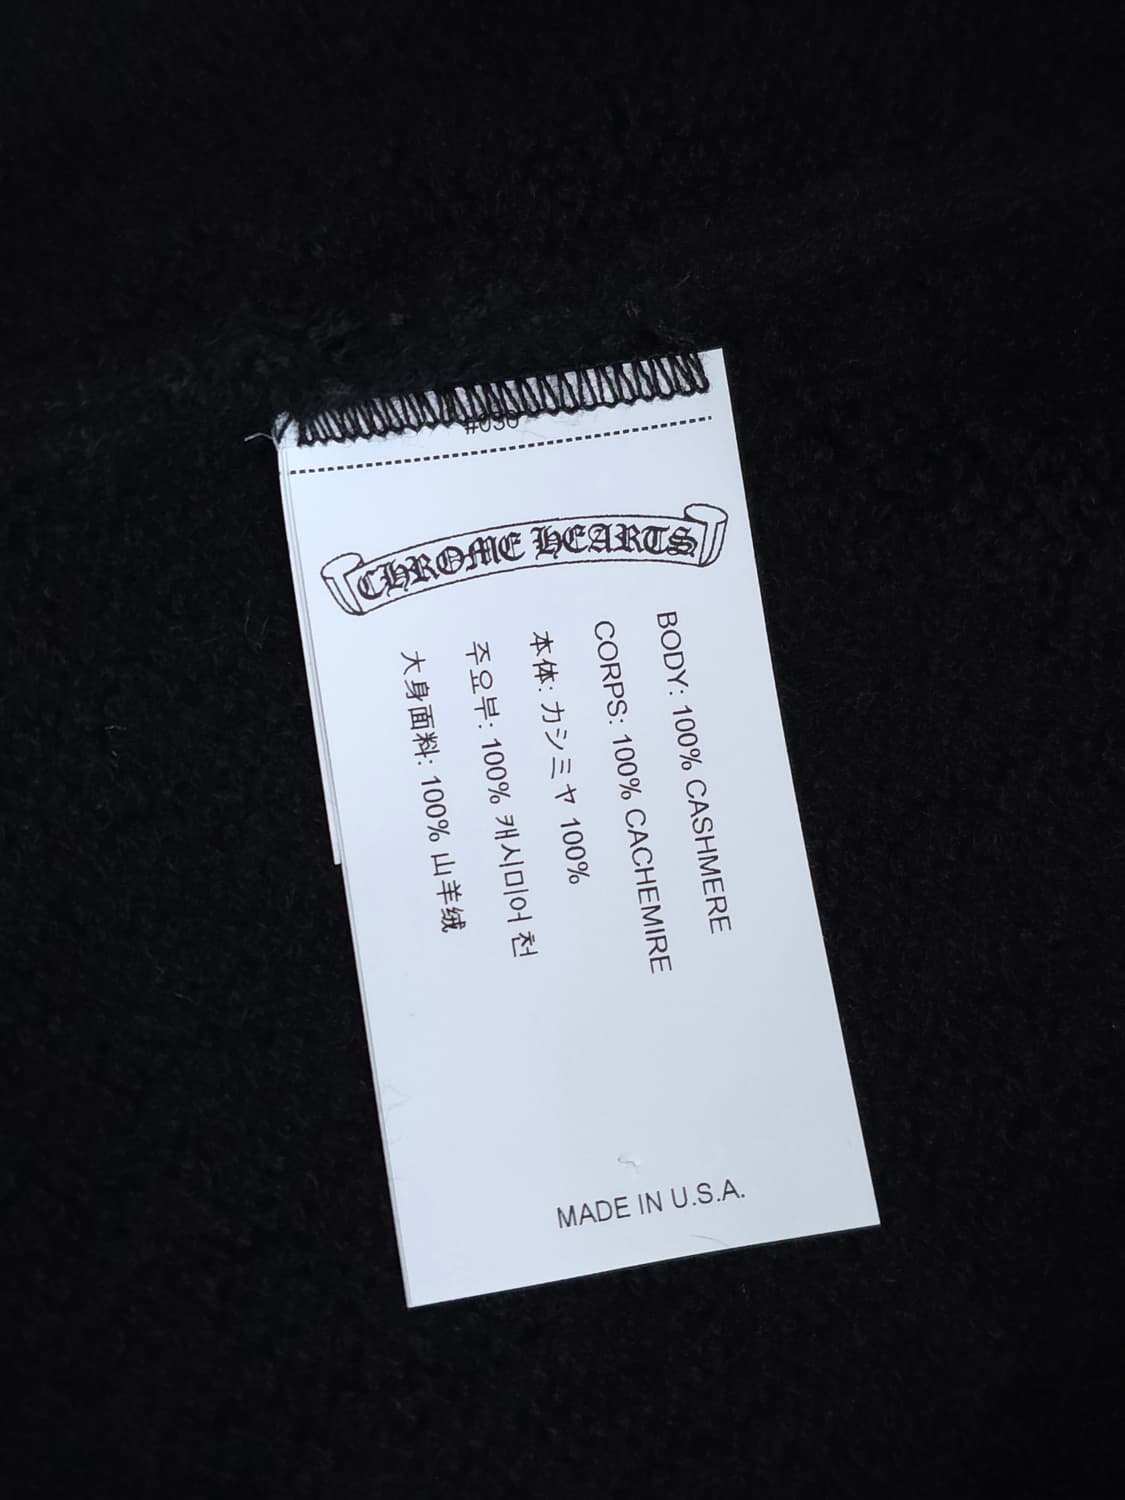 #030
CHROME HEARTS
BODY: 100% CASHMERE
CORPS: 100% CACHEMIRE
本体: カシミヤ 100%
주요부: 100% 캐시미어 천
大身面料: 100% 山羊绒
MADE IN U.S.A.